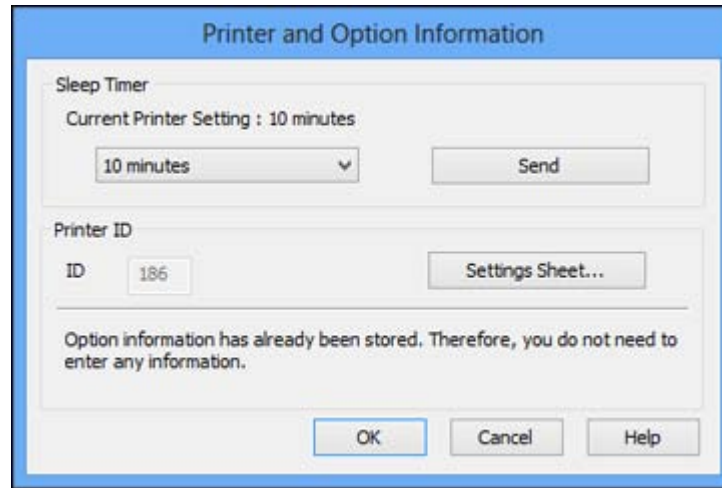 Printer and Option Information
Sleep Timer
Current Printer Setting : 10 minutes
10 minutes
Send
Printer ID
ID
186
Settings Sheet...
Option information has already been stored. Therefore, you do not need to
enter any information.
OK
Cancel
Help